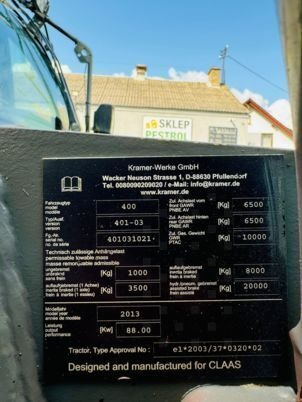 SKLEP
PESTROL
Kramer-Werke GmbH
Wacker Neuson Strasse 1, D-88630 Pfullendorf
Tel. 0080090209020 / e-Mail: info@kramer.de
www.kramer.de
Fahrzeugtyp
model
modèle
400
Typ/Ausf.
version
version
401-03
Fg.-Nr.
serial no.
no. de série
401031021
Zul. Achslast vorn
front GAWR
PNBE AV
[Kg]
6500
Zul. Achslast hinten
rear GAWR
PNBE AR
[Kg]
6500
Zul. Ges. Gewicht
GWR
PTAC
[Kg]
10000
Technisch zulässige Anhängelast
permissible towable mass
masse remorquable admissible
ungebremst
unbraked
sans frein
[Kg]
1000
auflaufgebremst (1 Achse)
inertia braked (1 axle)
frein à inertie (1 essieu)
[Kg]
3500
auflaufgebremst
inertia braked
frein à inertie
[Kg]
8000
hydr./pneum. gebremst
assisted brake
frein assisté
[Kg]
20000
Modelljahr
model year
année de modèle
2013
Leistung
output
performance
[Kw]
88.00
Tractor, Type Approval No :
e1*2003/37*0320*02
Designed and manufactured for CLAAS